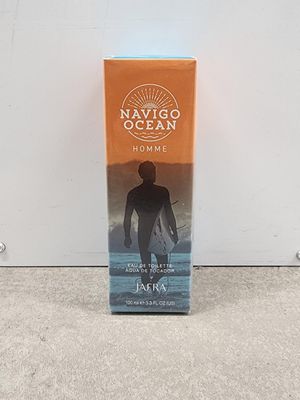 NAVIGO
OCEAN
HOMME
EAU DE TOILETTE
AGUA DE TOCADOR
JAFRA
100 ml e 3.3 FL OZ (US)